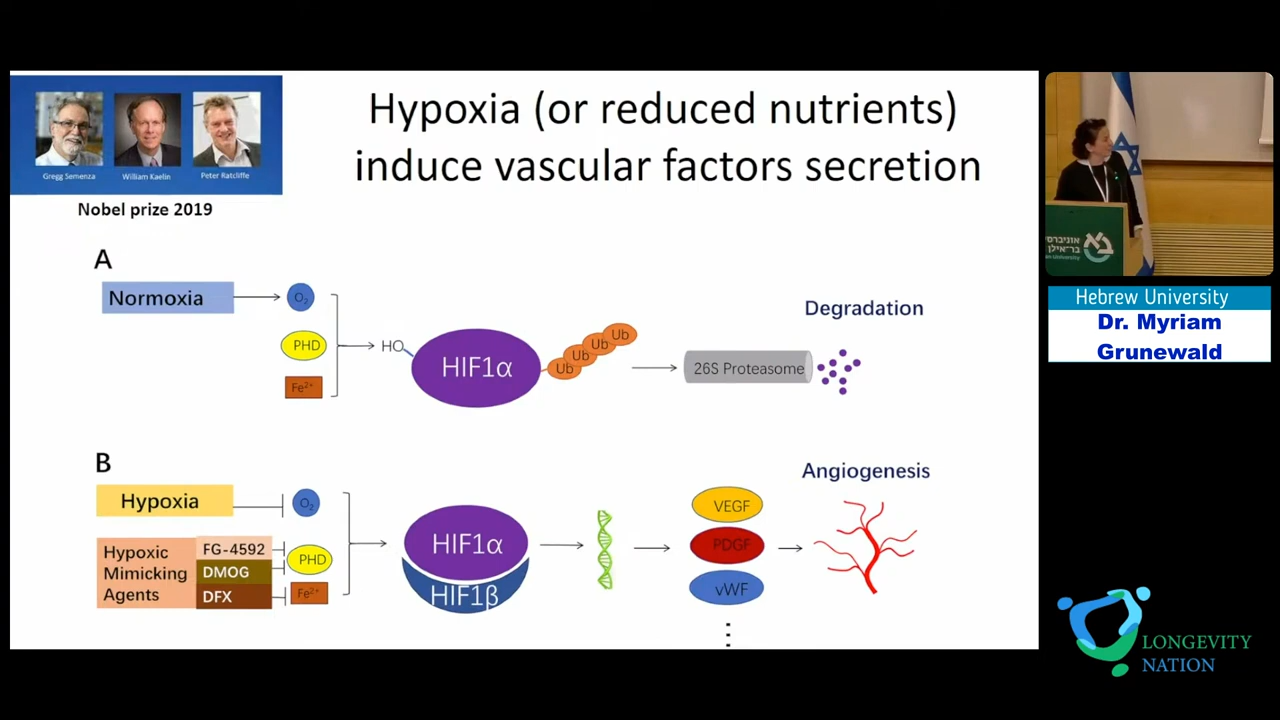 Gregg Semenza
William Kaelin
Peter Ratcliffe
Nobel prize 2019
Hypoxia (or reduced nutrients)
induce vascular factors secretion
A
Normoxia
O₂
PHD
Fe²⁺
HO
HIF1α
Ub
Ub
Ub
Ub
26S Proteasome
Degradation
B
Hypoxia
O₂
Hypoxic
Mimicking
Agents
FG-4592
DMOG
DFX
PHD
Fe²⁺
HIF1α
HIF1β
VEGF
PDGF
vWF
Angiogenesis
Hebrew University
Dr. Myriam
Grunewald
LONGEVITY
NATION